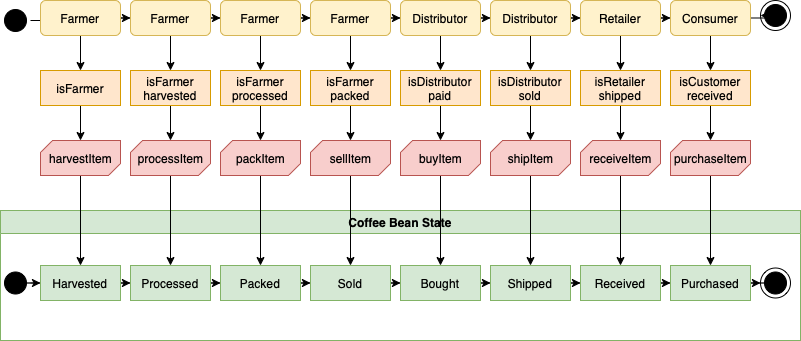 Farmer Farmer Farmer Farmer Distributor Distributor Retailer Consumer
isFarmer
isFarmer
harvested
isFarmer
processed
isFarmer
packed
isDistributor
paid
isDistributor
sold
isRetailer
shipped
isCustomer
received
harvestItem processItem packItem sellItem buyItem shipItem receiveItem purchaseItem
Coffee Bean State
Harvested Processed Packed Sold Bought Shipped Received Purchased